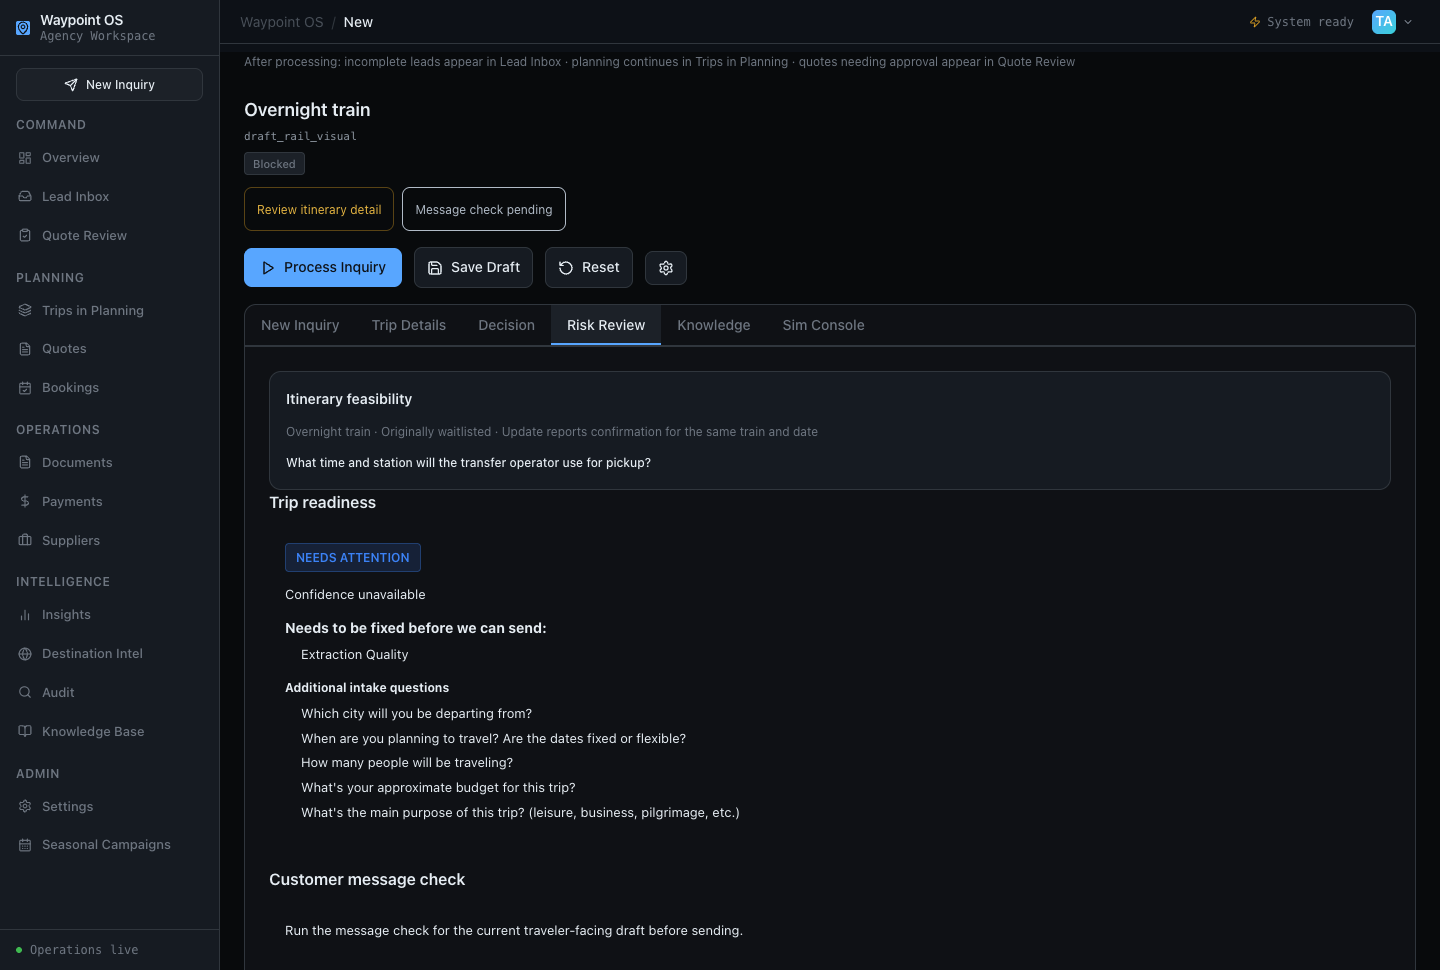 Waypoint OS
Agency Workspace
New Inquiry
COMMAND
Overview
Lead Inbox
Quote Review
PLANNING
Trips in Planning
Quotes
Bookings
OPERATIONS
Documents
Payments
Suppliers
INTELLIGENCE
Insights
Destination Intel
Audit
Knowledge Base
ADMIN
Settings
Seasonal Campaigns
Operations live
Waypoint OS / New
System ready
TA
After processing: incomplete leads appear in Lead Inbox · planning continues in Trips in Planning · quotes needing approval appear in Quote Review
Overnight train
draft_rail_visual
Blocked
Review itinerary detail
Message check pending
Process Inquiry
Save Draft
Reset
New Inquiry
Trip Details
Decision
Risk Review
Knowledge
Sim Console
Itinerary feasibility
Overnight train · Originally waitlisted · Update reports confirmation for the same train and date
What time and station will the transfer operator use for pickup?
Trip readiness
NEEDS ATTENTION
Confidence unavailable
Needs to be fixed before we can send:
Extraction Quality
Additional intake questions
Which city will you be departing from?
When are you planning to travel? Are the dates fixed or flexible?
How many people will be traveling?
What's your approximate budget for this trip?
What's the main purpose of this trip? (leisure, business, pilgrimage, etc.)
Customer message check
Run the message check for the current traveler-facing draft before sending.